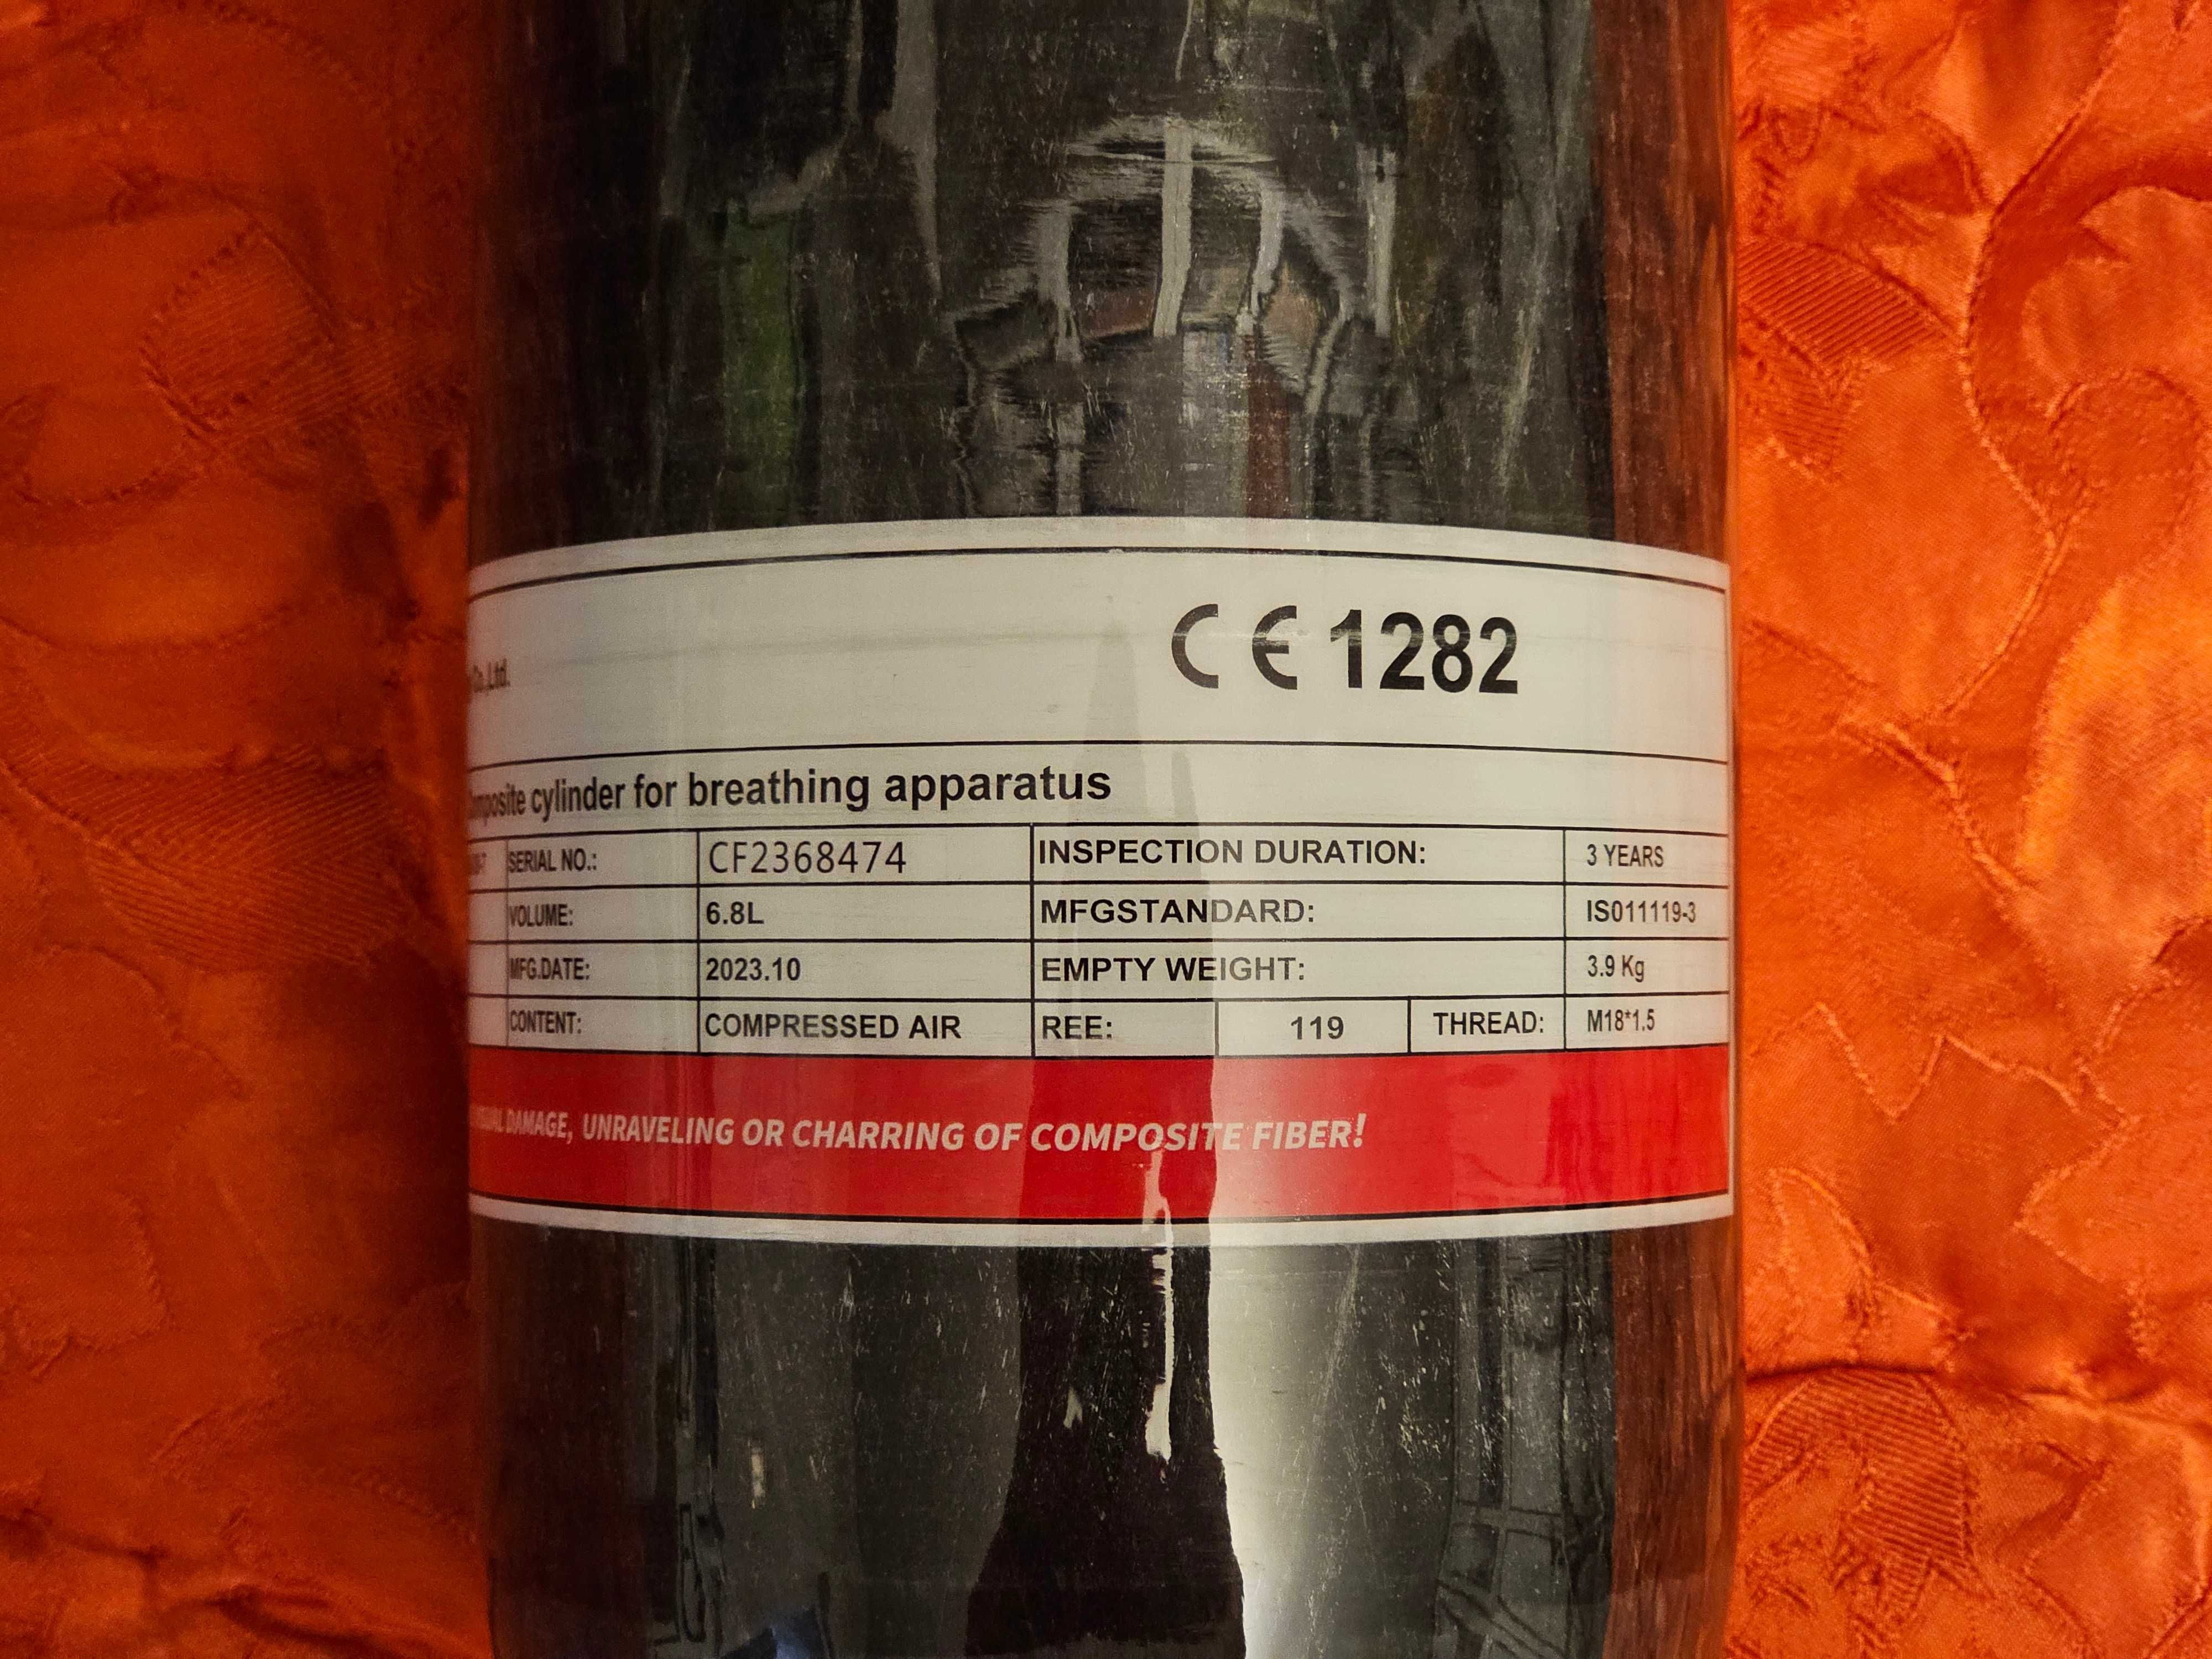 Co.,Ltd.
CE 1282
composite cylinder for breathing apparatus
SERIAL NO.: CF2368474 INSPECTION DURATION: 3 YEARS
VOLUME: 6.8L MFGSTANDARD: ISO11119-3
MFG.DATE: 2023.10 EMPTY WEIGHT: 3.9 Kg
CONTENT: COMPRESSED AIR REE: 119 THREAD: M18*1.5
DAMAGE, UNRAVELING OR CHARRING OF COMPOSITE FIBER!